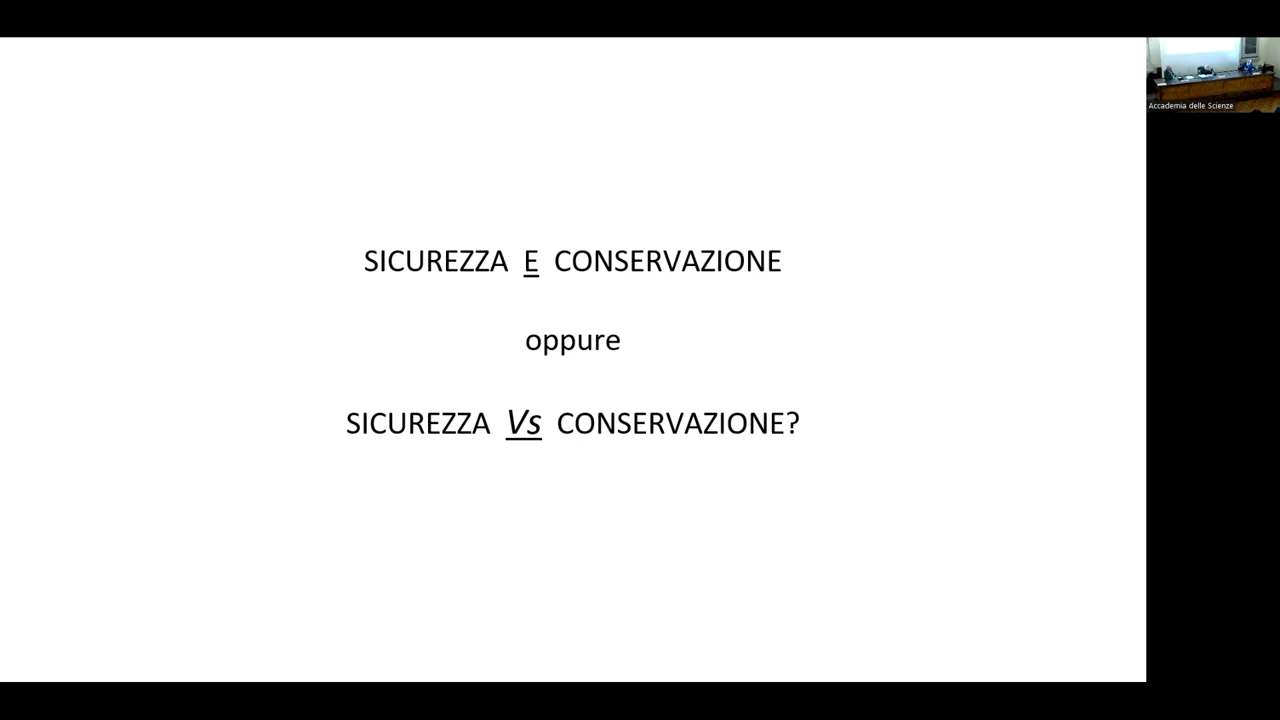 SICUREZZA E CONSERVAZIONE
oppure
SICUREZZA Vs CONSERVAZIONE?
Accademia delle Scienze